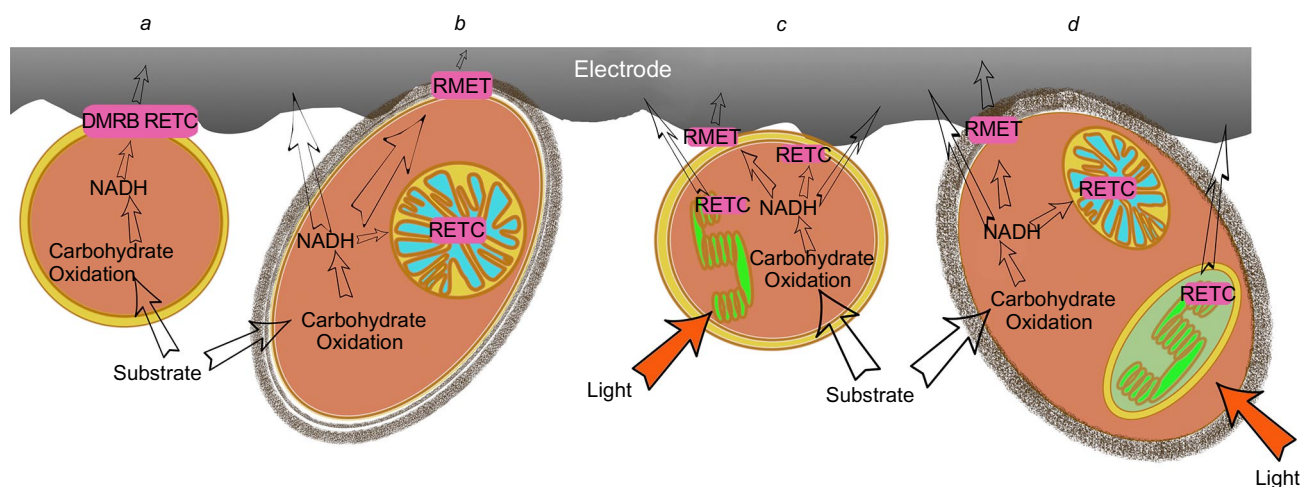 a
b
c
d
Electrode
DMRB RETC
NADH
Carbohydrate
Oxidation
Substrate
RMET
NADH
RETC
Carbohydrate
Oxidation
RMET
RETC
RETC
NADH
Carbohydrate
Oxidation
Light
Substrate
RMET
RETC
NADH
RETC
Carbohydrate
Oxidation
Light